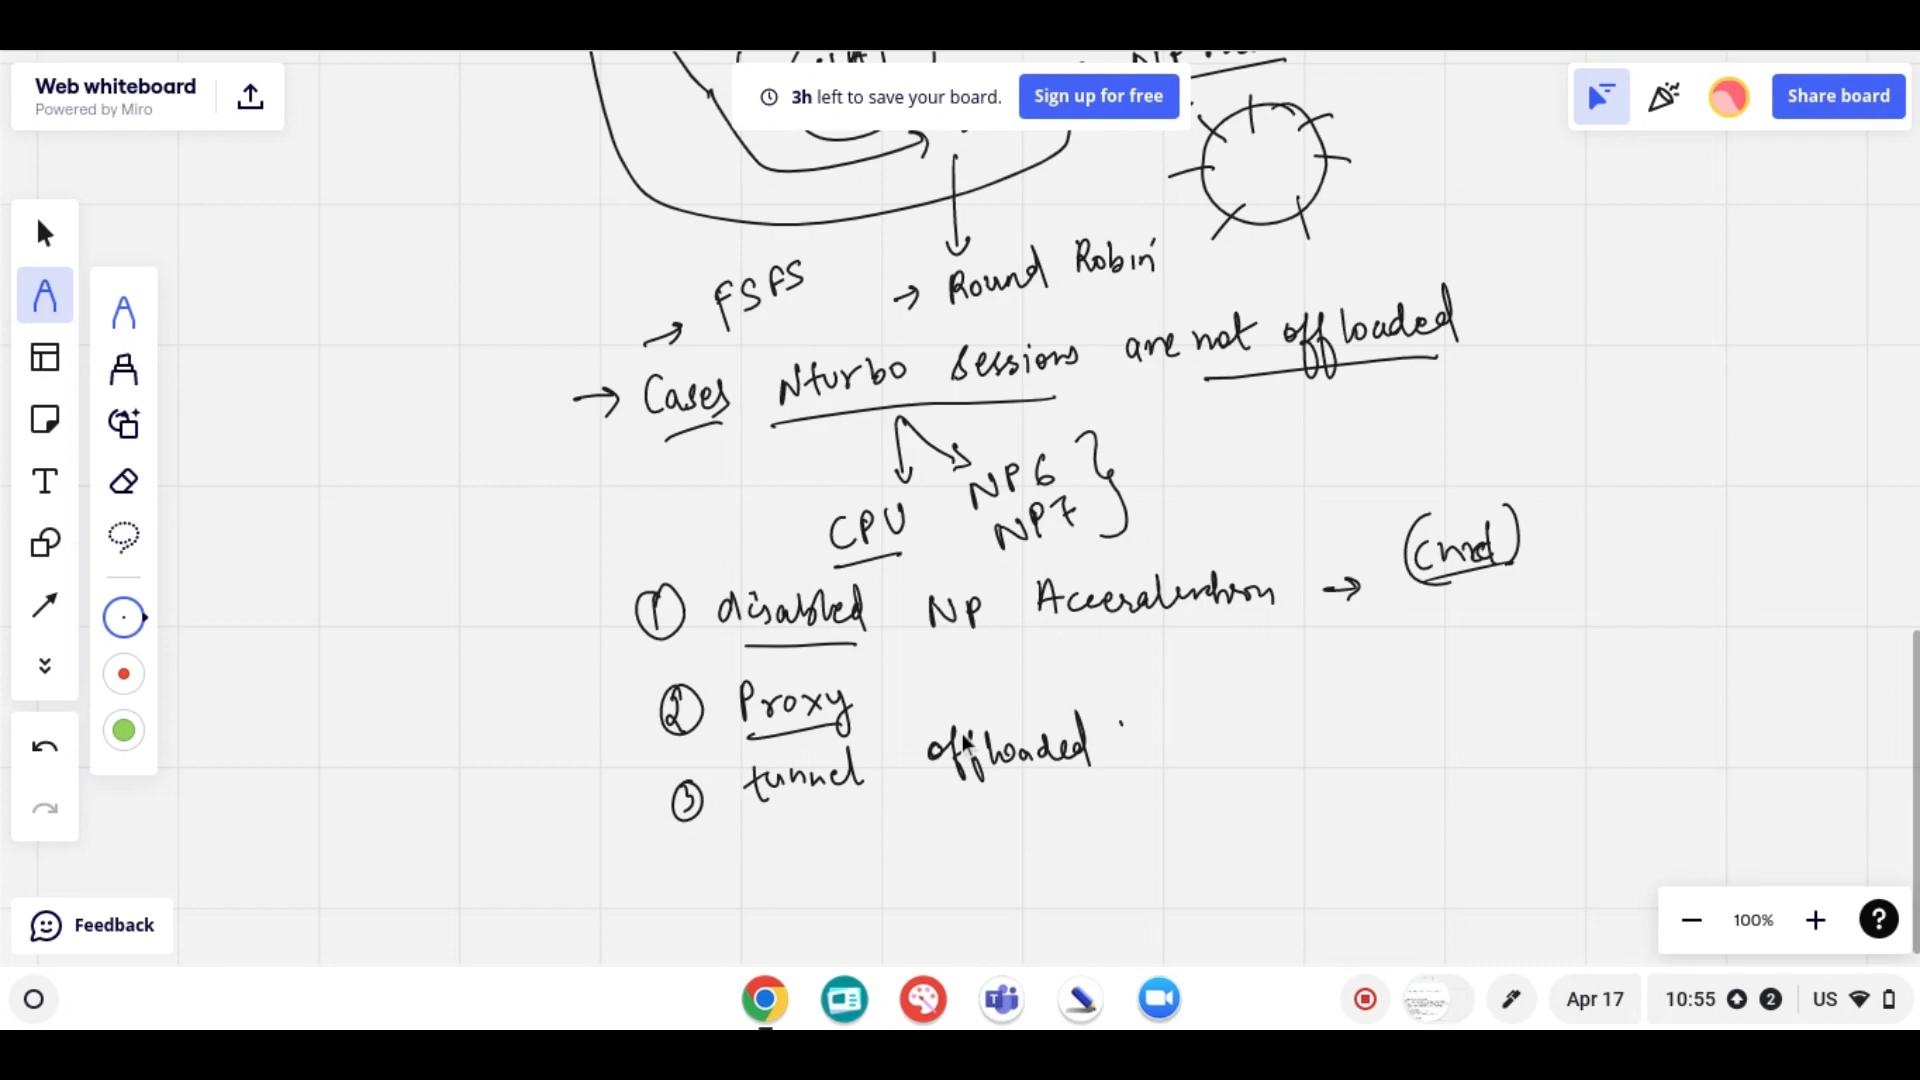 Web whiteboard
Powered by Miro
3h left to save your board.
Sign up for free
Share board
→ FSFS → Round Robin
→ Cases Nturbo Sessions are not offloaded
CPU NP6
NP7
① disabled NP → (cmd)
② Proxy
③ tunnel offloaded
T
Feedback
100%
?
Apr 17
10:55
2
US